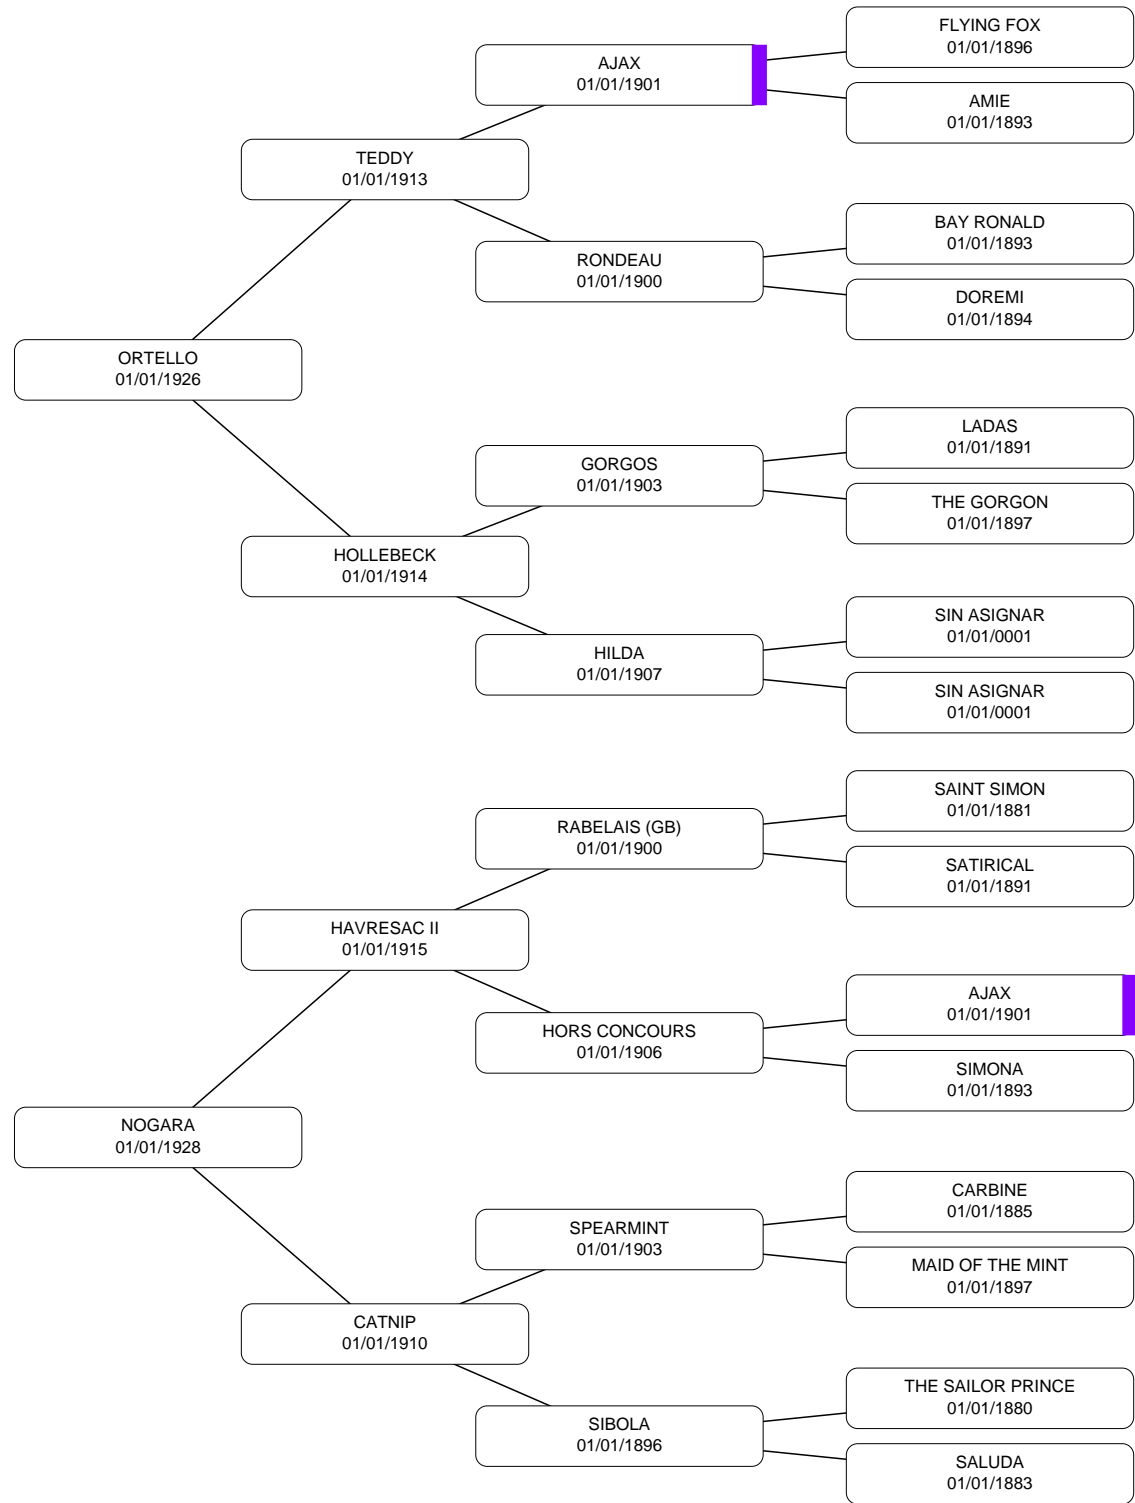 FLYING FOX
01/01/1896
AJAX
01/01/1901
AMIE
01/01/1893
TEDDY
01/01/1913
BAY RONALD
01/01/1893
RONDEAU
01/01/1900
DOREMI
01/01/1894
ORTELLO
01/01/1926
LADAS
01/01/1891
GORGOS
01/01/1903
THE GORGON
01/01/1897
HOLLEBECK
01/01/1914
SIN ASIGNAR
01/01/0001
HILDA
01/01/1907
SIN ASIGNAR
01/01/0001
SAINT SIMON
01/01/1881
RABELAIS (GB)
01/01/1900
SATIRICAL
01/01/1891
HAVRESAC II
01/01/1915
AJAX
01/01/1901
HORS CONCOURS
01/01/1906
SIMONA
01/01/1893
NOGARA
01/01/1928
CARBINE
01/01/1885
SPEARMINT
01/01/1903
MAID OF THE MINT
01/01/1897
CATNIP
01/01/1910
THE SAILOR PRINCE
01/01/1880
SIBOLA
01/01/1896
SALUDA
01/01/1883